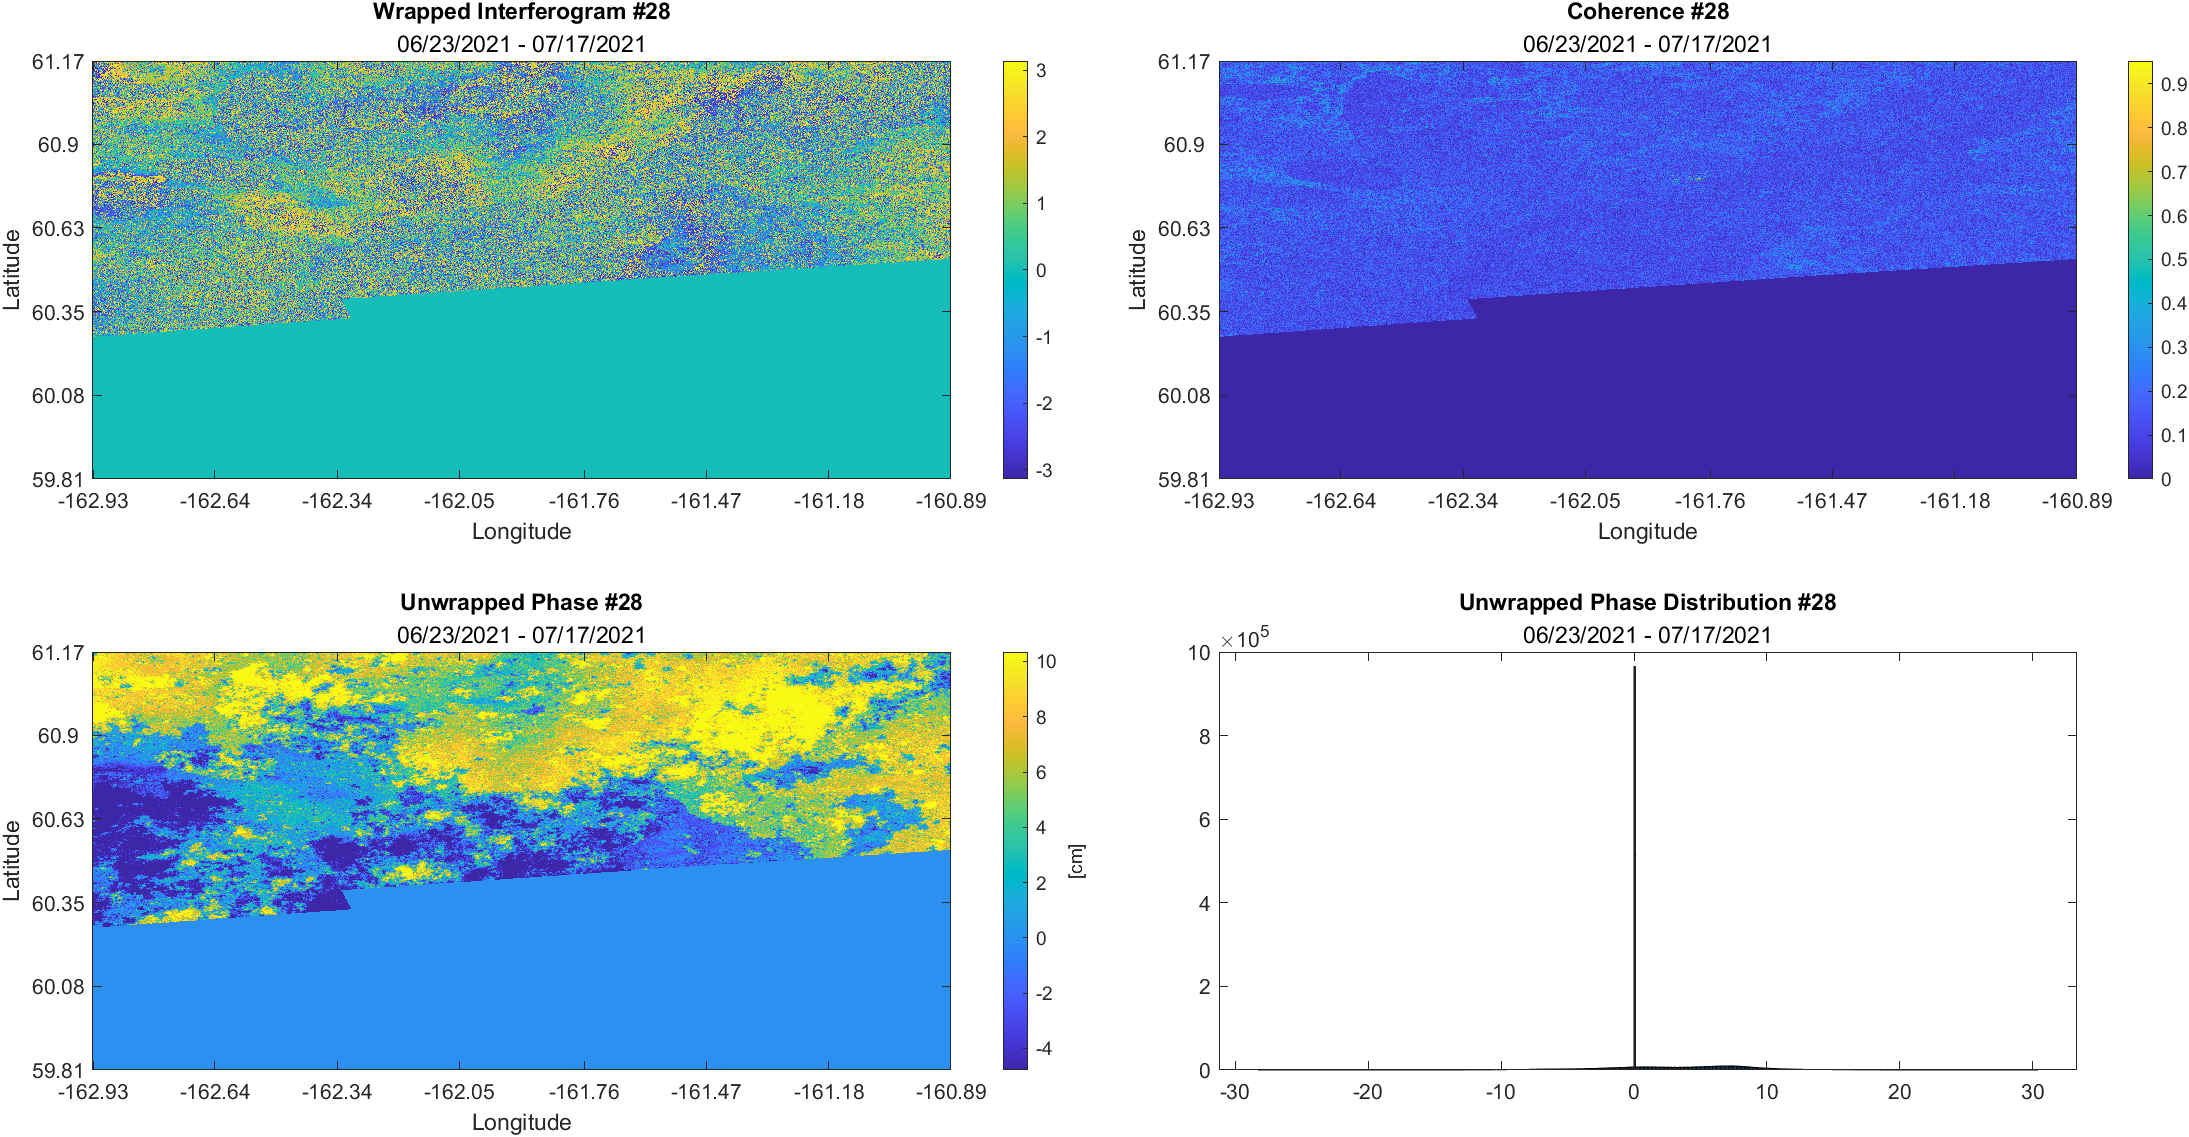 Wrapped Interferogram #28
06/23/2021 - 07/17/2021
61.17
60.9
60.63
60.35
60.08
59.81
Latitude
-162.93 -162.64 -162.34 -162.05 -161.76 -161.47 -161.18 -160.89
Longitude
3
2
1
0
-1
-2
-3
Coherence #28
06/23/2021 - 07/17/2021
61.17
60.9
60.63
60.35
60.08
59.81
Latitude
-162.93 -162.64 -162.34 -162.05 -161.76 -161.47 -161.18 -160.89
Longitude
0.9
0.8
0.7
0.6
0.5
0.4
0.3
0.2
0.1
0
Unwrapped Phase #28
06/23/2021 - 07/17/2021
61.17
60.9
60.63
60.35
60.08
59.81
Latitude
-162.93 -162.64 -162.34 -162.05 -161.76 -161.47 -161.18 -160.89
Longitude
10
8
6
4
2
0
-2
-4
[cm]
Unwrapped Phase Distribution #28
06/23/2021 - 07/17/2021
×10⁵
10
8
6
4
2
0
-30 -20 -10 0 10 20 30